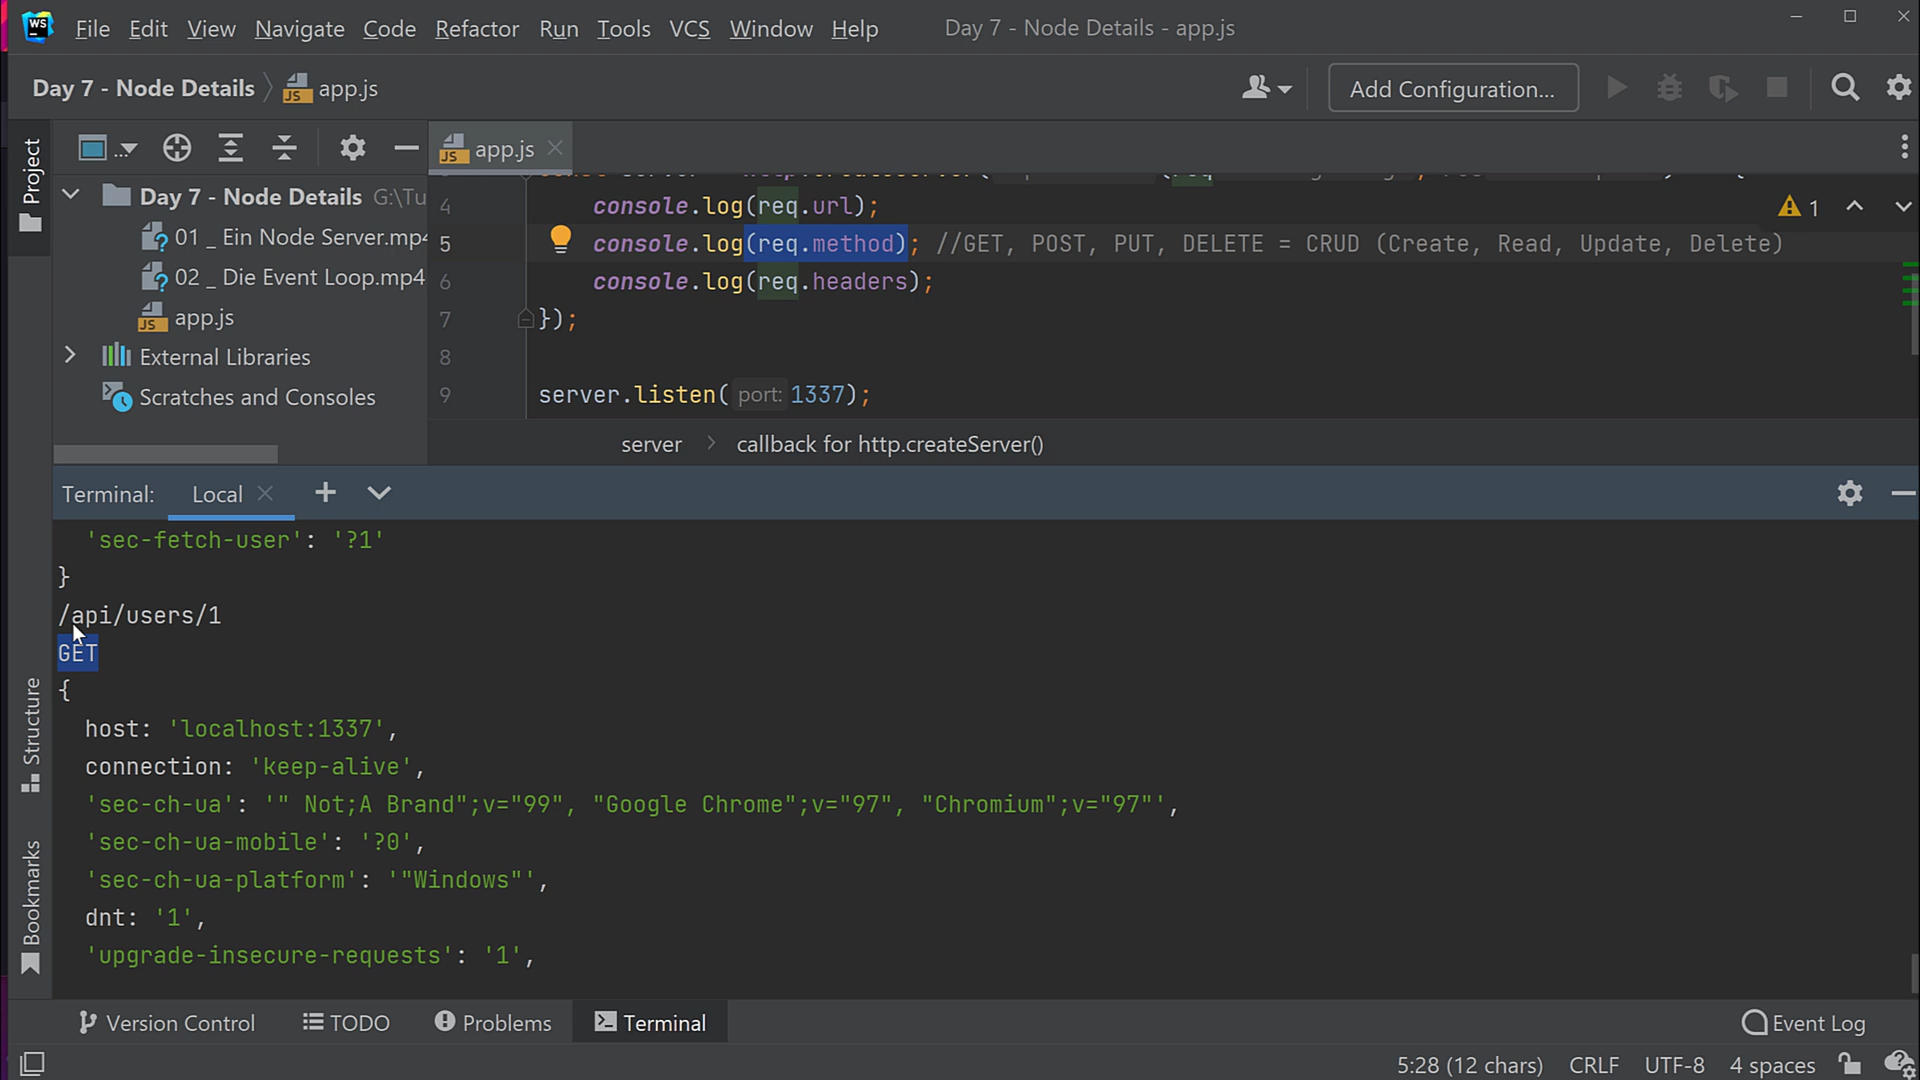 WS File Edit View Navigate Code Refactor Run Tools VCS Window Help Day 7 - Node Details - app.js
Day 7 - Node Details app.js Add Configuration...
Project
... app.js
Day 7 - Node Details G:\Tu
01 _ Ein Node Server.mp4
02 _ Die Event Loop.mp4
app.js
External Libraries
Scratches and Consoles
4 console.log(req.url);
5 console.log(req.method); //GET, POST, PUT, DELETE = CRUD (Create, Read, Update, Delete)
6 console.log(req.headers);
7 });
8
9 server.listen( port: 1337);
1
server callback for http.createServer()
Terminal: Local
'sec-fetch-user': '?1'
}
/api/users/1
GET
{
host: 'localhost:1337',
connection: 'keep-alive',
'sec-ch-ua': '" Not;A Brand";v="99", "Google Chrome";v="97", "Chromium";v="97"',
'sec-ch-ua-mobile': '?0',
'sec-ch-ua-platform': '"Windows"',
dnt: '1',
'upgrade-insecure-requests': '1',
Structure
Bookmarks
Version Control TODO Problems Terminal Event Log
5:28 (12 chars) CRLF UTF-8 4 spaces